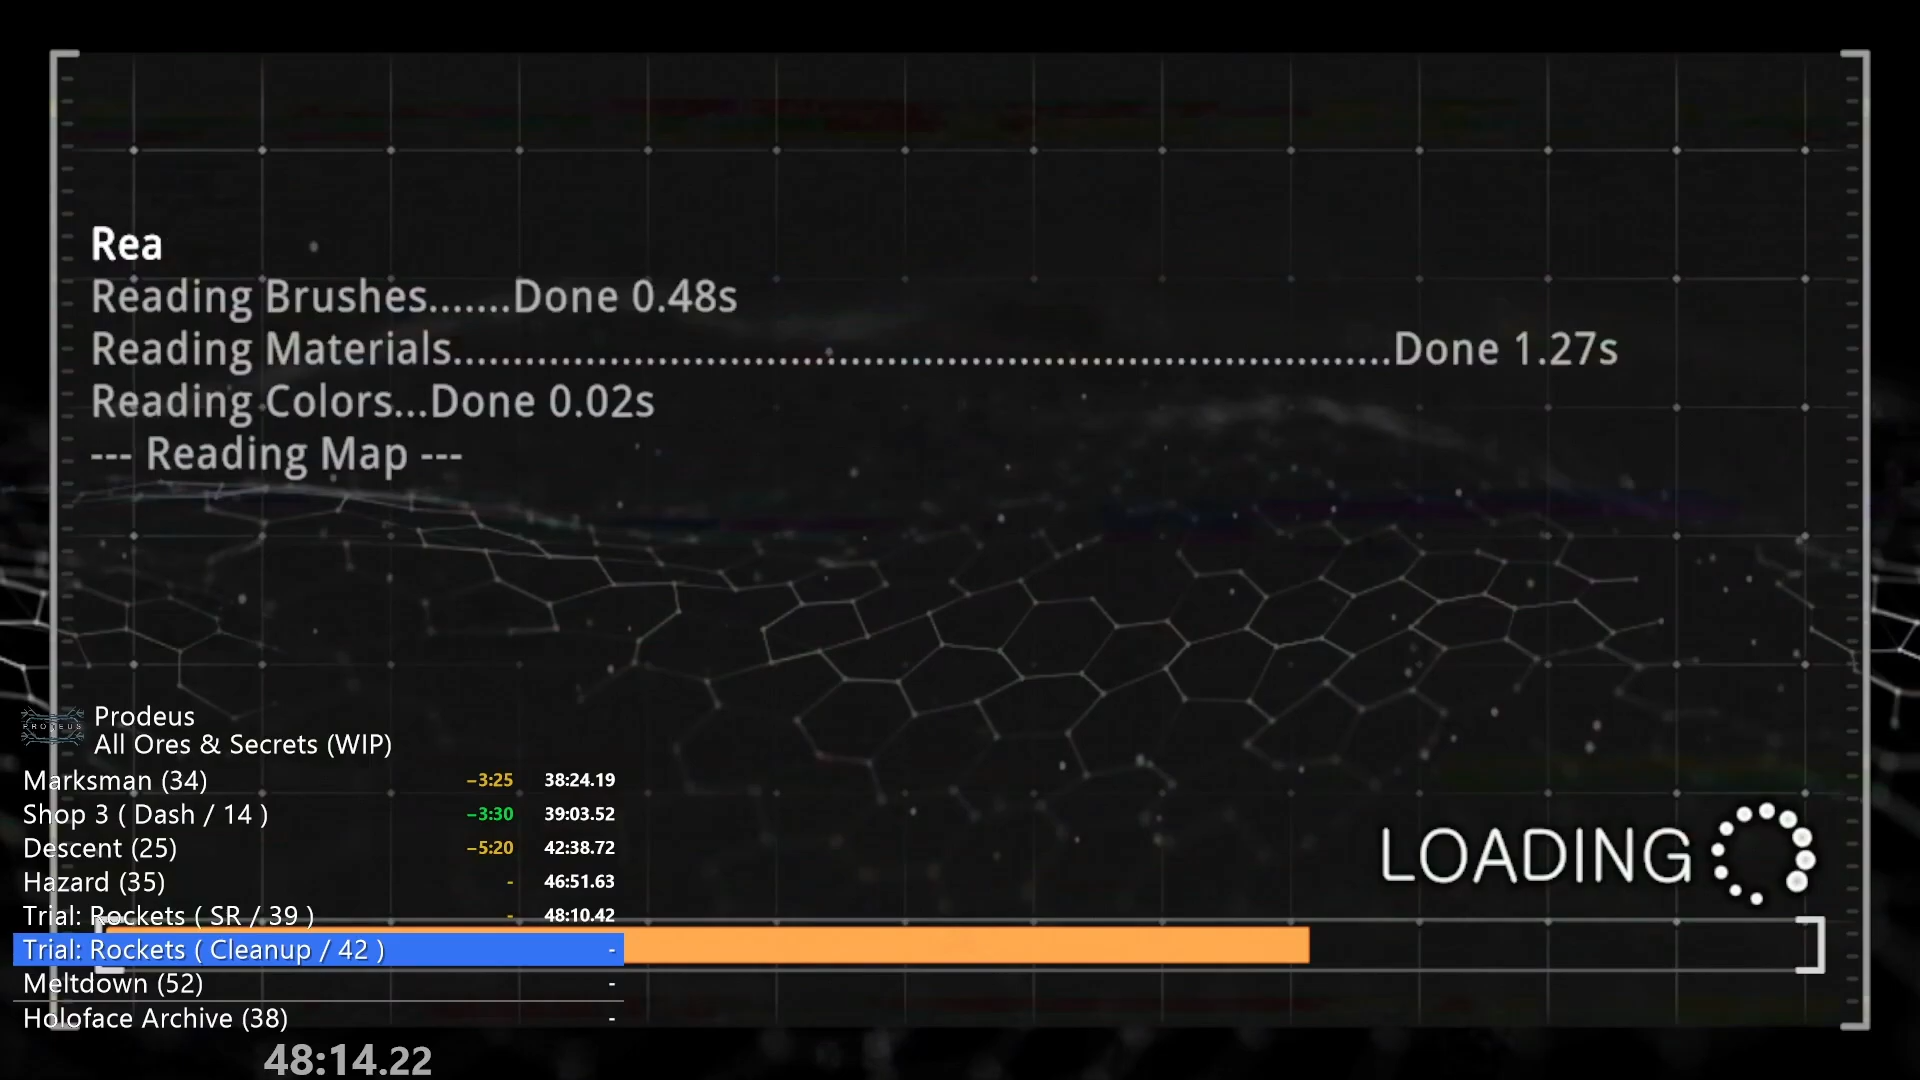 Rea
Reading Brushes.......Done 0.48s
Reading Materials..............................................................................Done 1.27s
Reading Colors...Done 0.02s
--- Reading Map ---
LOADING
PRODEUS
Prodeus
All Ores & Secrets (WIP)
Marksman (34) −3:25 38:24.19
Shop 3 ( Dash / 14 ) −3:30 39:03.52
Descent (25) −5:20 42:38.72
Hazard (35) - 46:51.63
Trial: Rockets ( SR / 39 ) - 48:10.42
Trial: Rockets ( Cleanup / 42 ) -
Meltdown (52) -
Holoface Archive (38) -
48:14.22